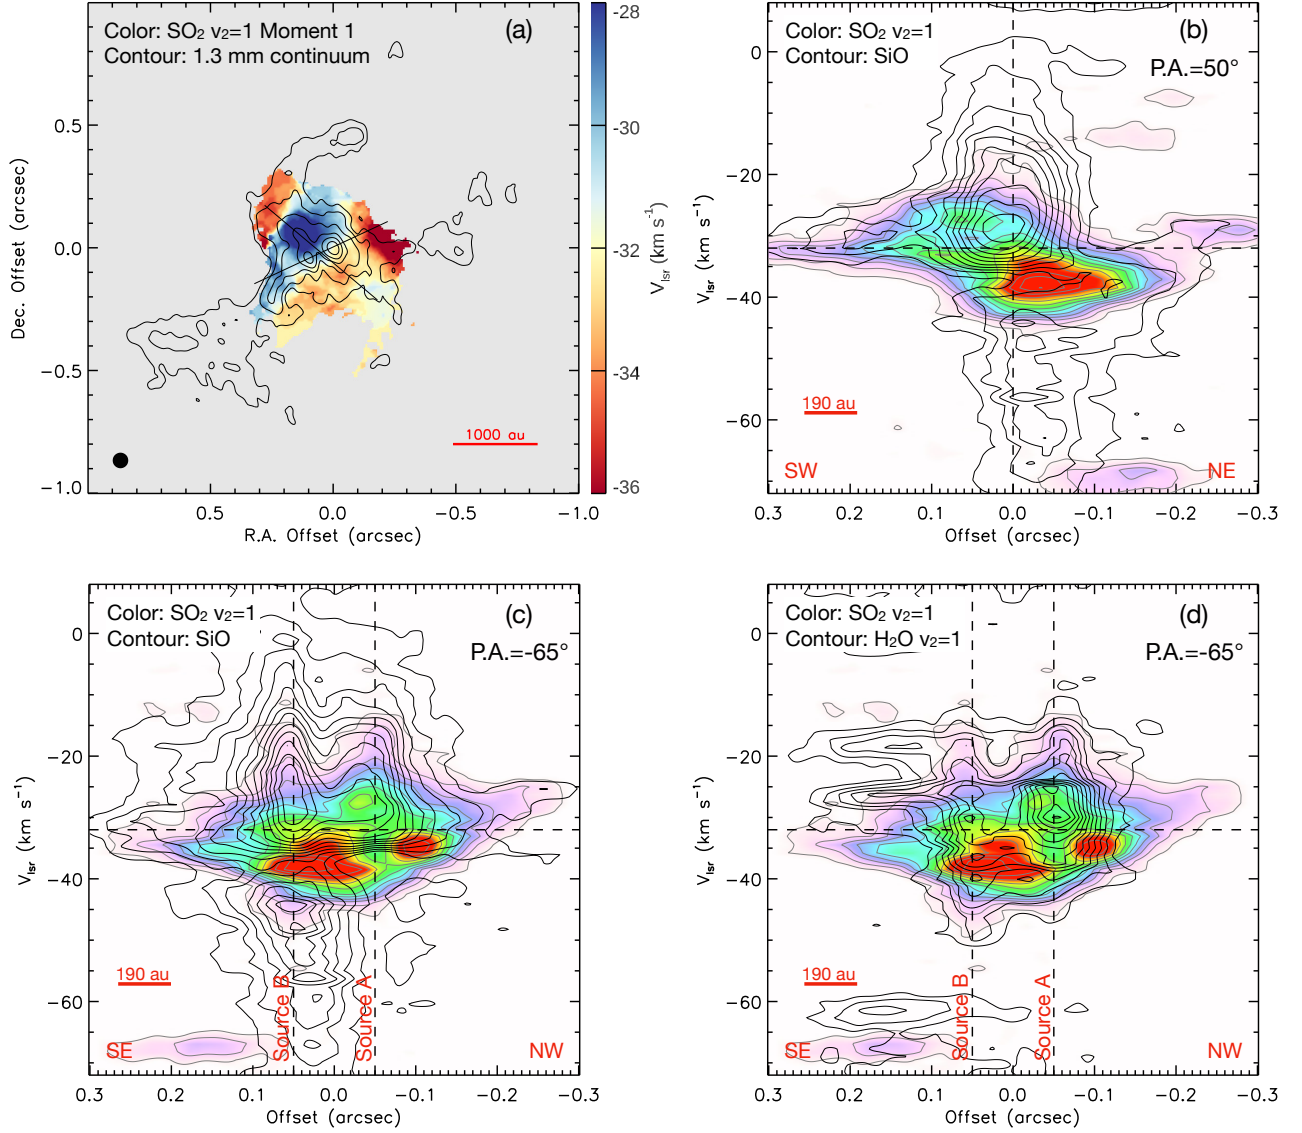 Color: SO₂ v₂=1 Moment 1
Contour: 1.3 mm continuum
(a)
0.5
0.0
−0.5
−1.0
Dec. Offset (arcsec)
1000 au
0.5
0.0
−0.5
−1.0
R.A. Offset (arcsec)
-28
-30
-32
-34
-36
V_lsr (km s⁻¹)
Color: SO₂ v₂=1
Contour: SiO
(b)
P.A.=50°
0
−20
−40
−60
V_lsr (km s⁻¹)
190 au
SW
NE
0.3
0.2
0.1
0.0
−0.1
−0.2
−0.3
Offset (arcsec)
Color: SO₂ v₂=1
Contour: SiO
(c)
P.A.=-65°
0
−20
−40
−60
V_lsr (km s⁻¹)
190 au
Source B
Source A
SE
NW
0.3
0.2
0.1
0.0
−0.1
−0.2
−0.3
Offset (arcsec)
Color: SO₂ v₂=1
Contour: H₂O v₂=1
(d)
P.A.=-65°
0
−20
−40
−60
V_lsr (km s⁻¹)
190 au
Source B
Source A
SE
NW
0.3
0.2
0.1
0.0
−0.1
−0.2
−0.3
Offset (arcsec)